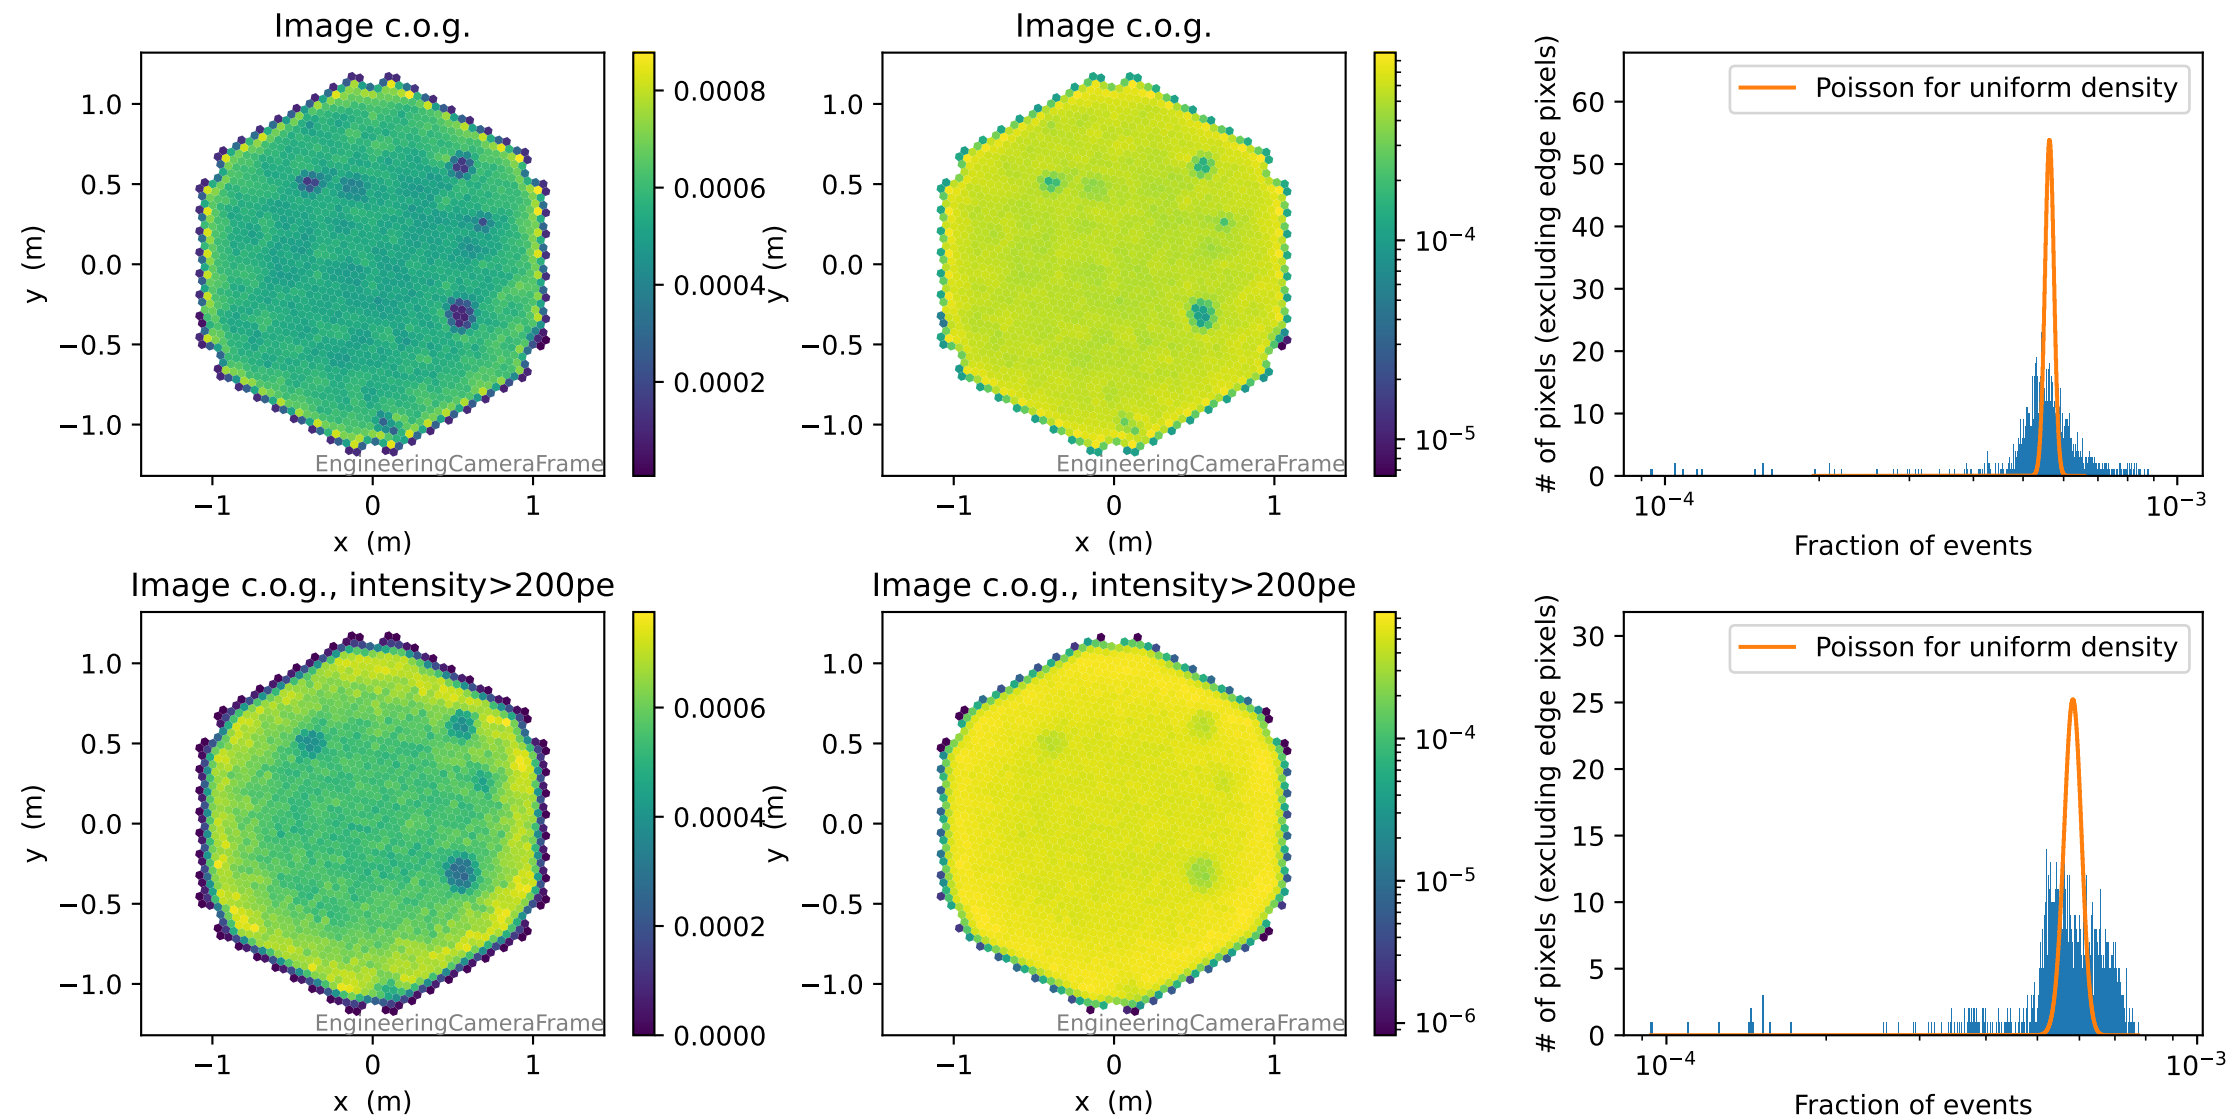 Image c.o.g.
1.0
0.5
0.0
−0.5
−1.0
y (m)
−1
0
1
x (m)
EngineeringCameraFrame
0.0008
0.0006
0.0004
0.0002
Image c.o.g.
1.0
0.5
0.0
−0.5
−1.0
y (m)
−1
0
1
x (m)
EngineeringCameraFrame
10⁻⁴
10⁻⁵
# of pixels (excluding edge pixels)
60
50
40
30
20
10
0
Poisson for uniform density
10⁻⁴
10⁻³
Fraction of events
Image c.o.g., intensity>200pe
1.0
0.5
0.0
−0.5
−1.0
y (m)
−1
0
1
x (m)
EngineeringCameraFrame
0.0006
0.0004
0.0002
0.0000
Image c.o.g., intensity>200pe
1.0
0.5
0.0
−0.5
−1.0
y (m)
−1
0
1
x (m)
EngineeringCameraFrame
10⁻⁴
10⁻⁵
10⁻⁶
# of pixels (excluding edge pixels)
30
25
20
15
10
5
0
Poisson for uniform density
10⁻⁴
10⁻³
Fraction of events